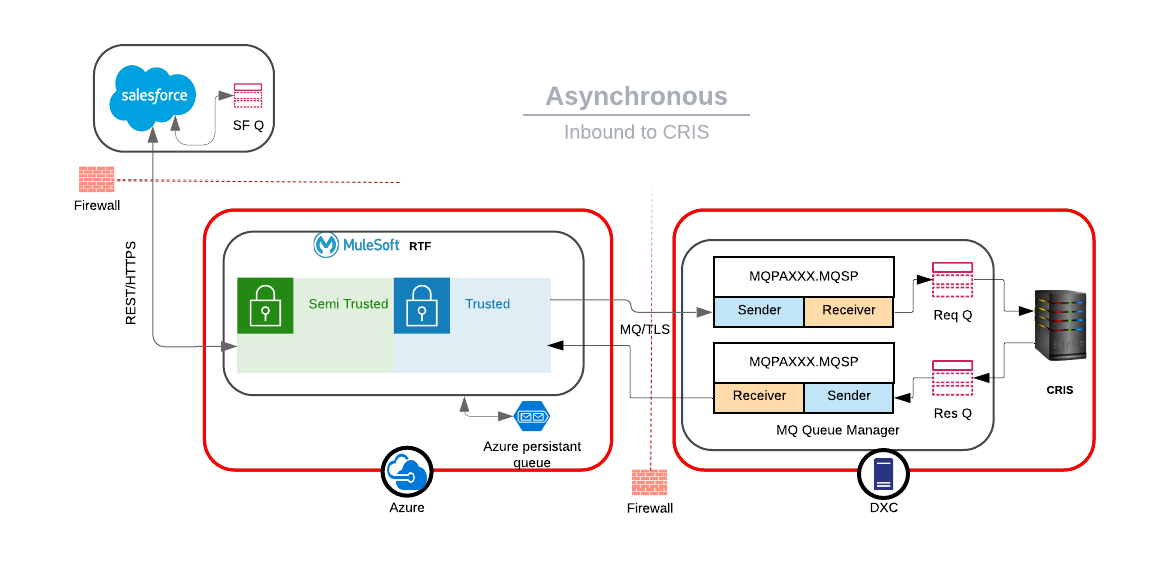 salesforce
SF Q
Asynchronous
Inbound to CRIS
Firewall
REST/HTTPS
MuleSoft RTF
Semi Trusted
Trusted
MQ/TLS
MQPAXXX.MQSP
Sender
Receiver
Req Q
MQPAXXX.MQSP
Receiver
Sender
Res Q
CRIS
MQ Queue Manager
Azure persistant
queue
Azure
Firewall
DXC